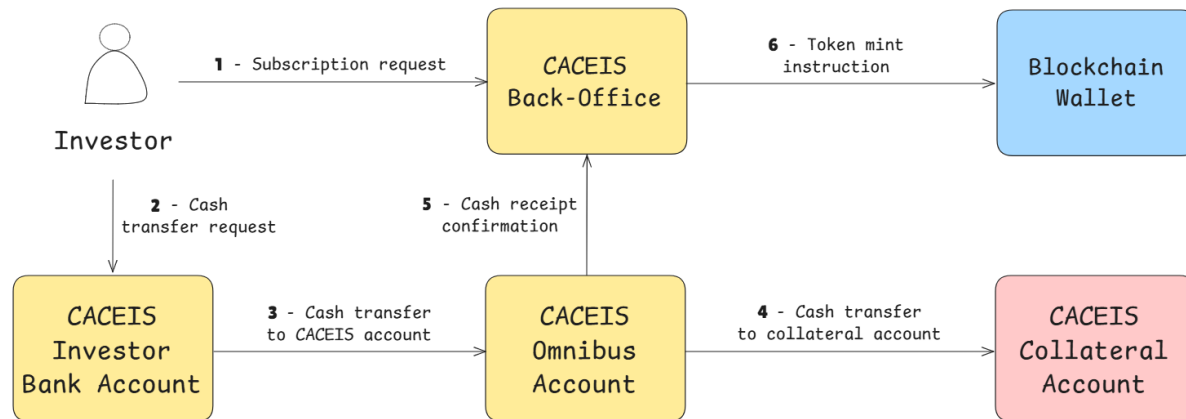 1 - Subscription request
CACEIS
Back-Office
6 - Token mint
instruction
Blockchain
Wallet
Investor
2 - Cash
transfer request
5 - Cash receipt
confirmation
CACEIS
Investor
Bank Account
3 - Cash transfer
to CACEIS account
CACEIS
Omnibus
Account
4 - Cash transfer
to collateral account
CACEIS
Collateral
Account